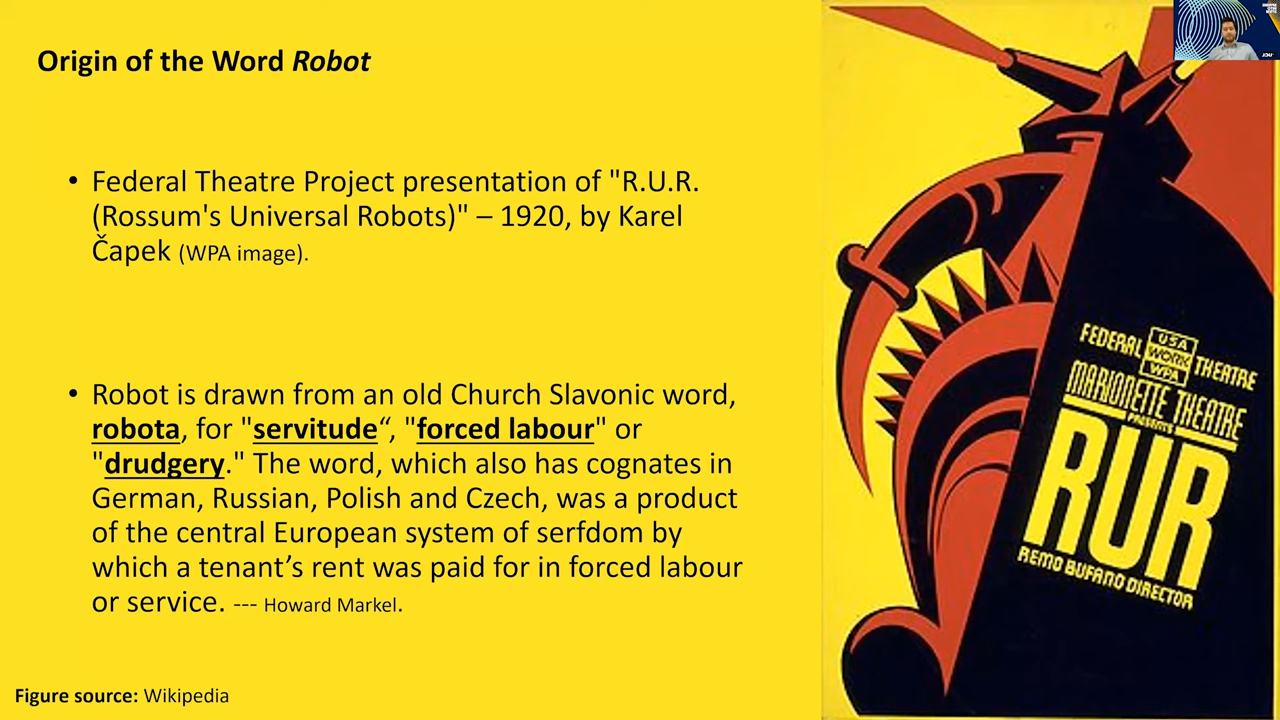 Origin of the Word Robot
• Federal Theatre Project presentation of "R.U.R.
(Rossum's Universal Robots)" – 1920, by Karel
Čapek (WPA image).
• Robot is drawn from an old Church Slavonic word,
robota, for "servitude“, "forced labour" or
"drudgery." The word, which also has cognates in
German, Russian, Polish and Czech, was a product
of the central European system of serfdom by
which a tenant’s rent was paid for in forced labour
or service. --- Howard Markel.
Figure source: Wikipedia
FEDERAL USA WORK WPA THEATRE
MARIONETTE THEATRE
PRESENTS
RUR
REMO BUFANO DIRECTOR